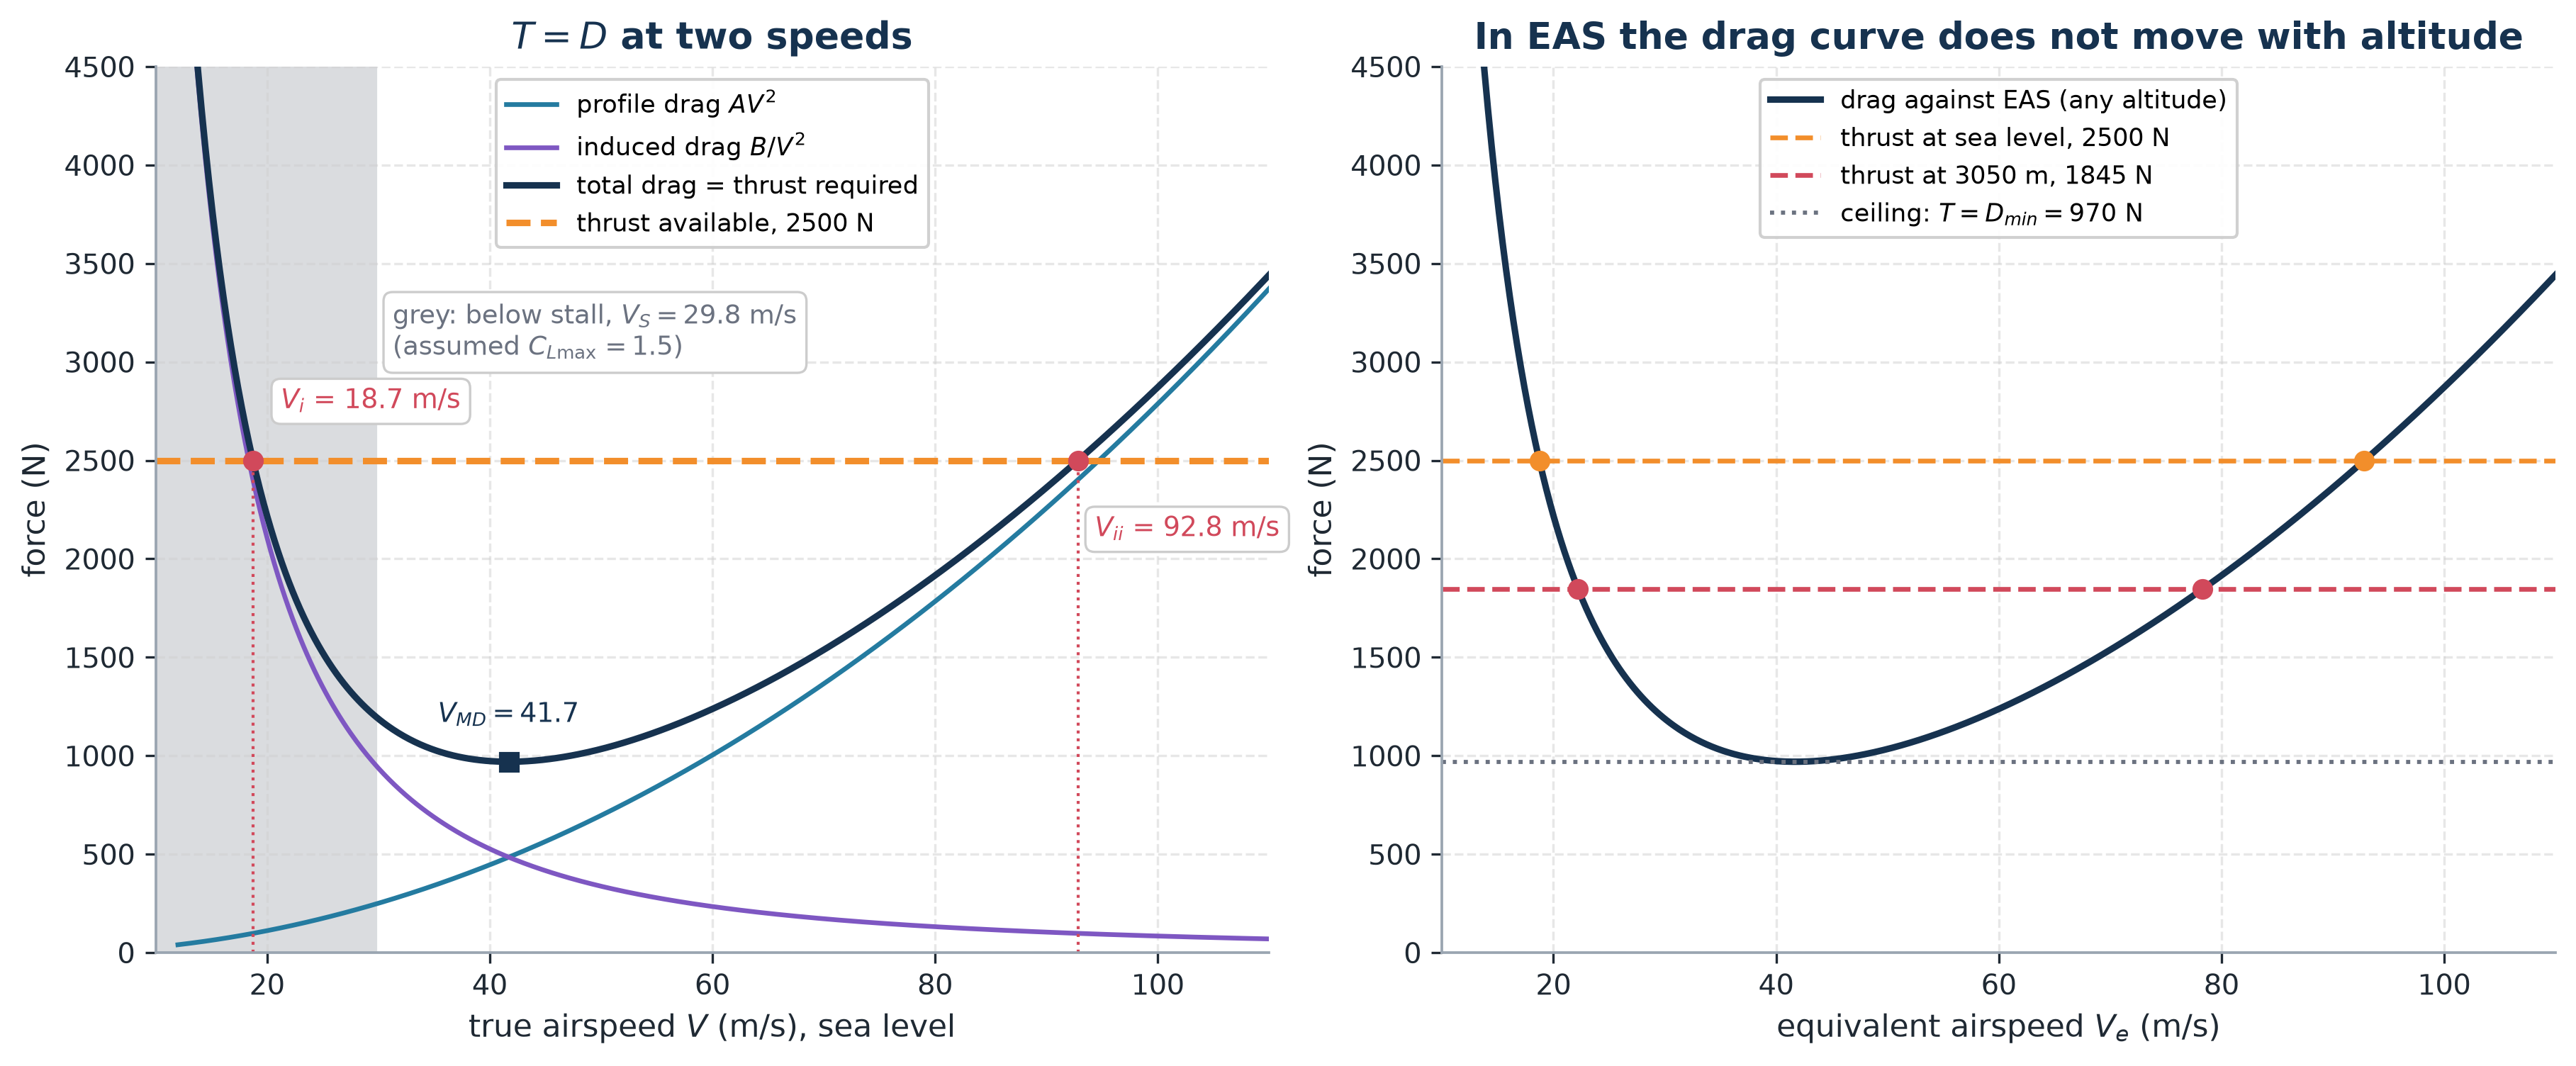 T = D at two speeds
4500
4000
3500
3000
2500
2000
1500
1000
500
0
force (N)
profile drag AV²
induced drag B/V²
total drag = thrust required
thrust available, 2500 N
grey: below stall, V_S = 29.8 m/s
(assumed C_Lmax = 1.5)
V_i = 18.7 m/s
V_ii = 92.8 m/s
V_MD = 41.7
20 40 60 80 100
true airspeed V (m/s), sea level
In EAS the drag curve does not move with altitude
4500
4000
3500
3000
2500
2000
1500
1000
500
0
force (N)
drag against EAS (any altitude)
thrust at sea level, 2500 N
thrust at 3050 m, 1845 N
ceiling: T = D_min = 970 N
20 40 60 80 100
equivalent airspeed V_e (m/s)